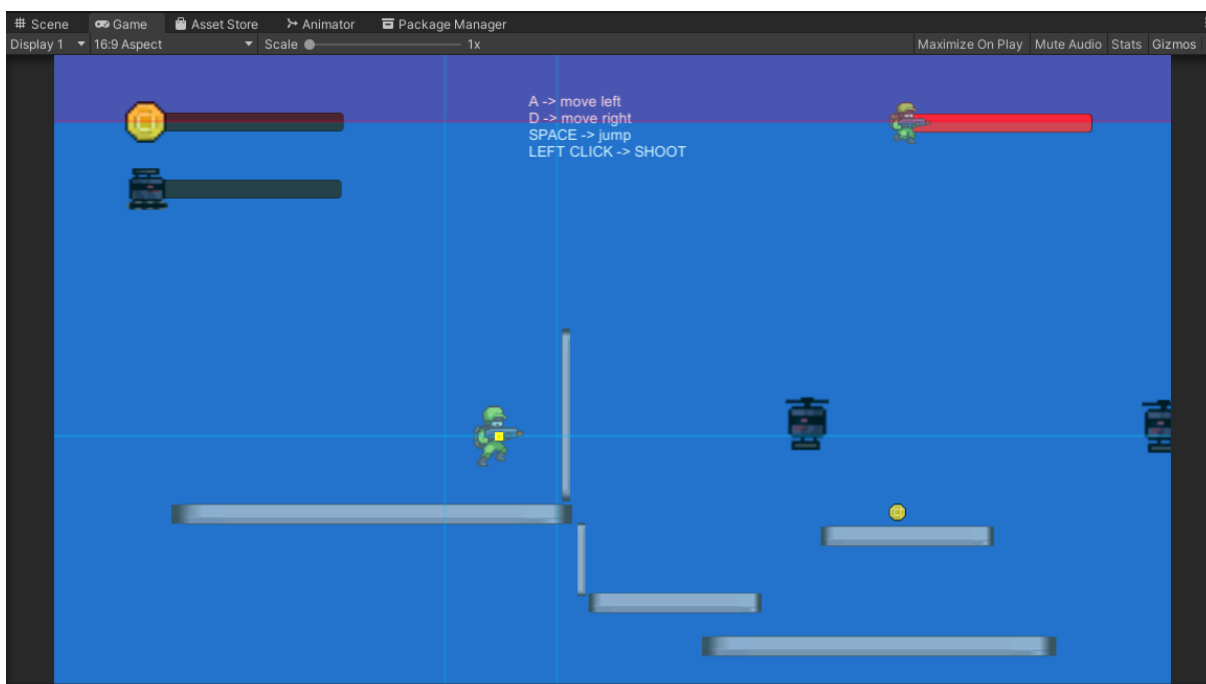 Scene Game Asset Store Animator Package Manager
Display 1 16:9 Aspect Scale 1x Maximize On Play Mute Audio Stats Gizmos
A -> move left
D -> move right
SPACE -> jump
LEFT CLICK -> SHOOT